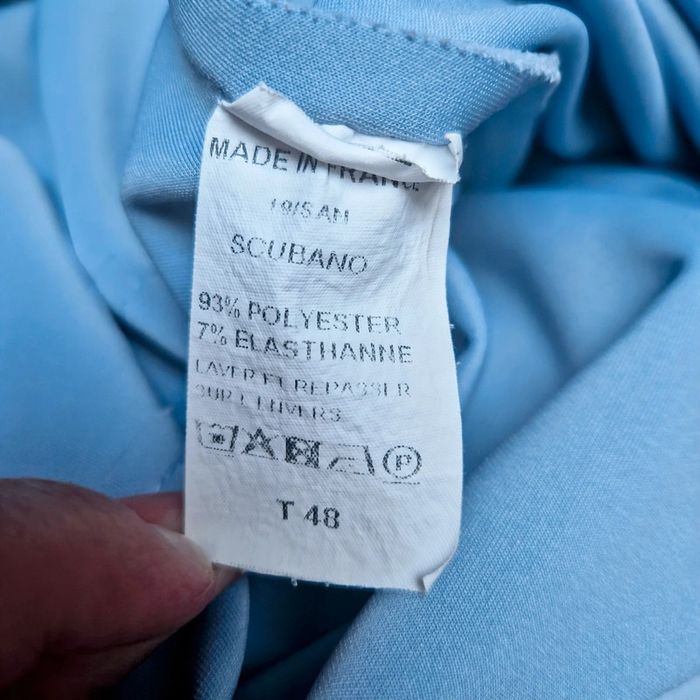 MADE IN FRANCE
SCUBANO
93% POLYESTER
7% ELASTHANNE
LAVER ET REPASSER
SUR L ENVERS
P
T 48